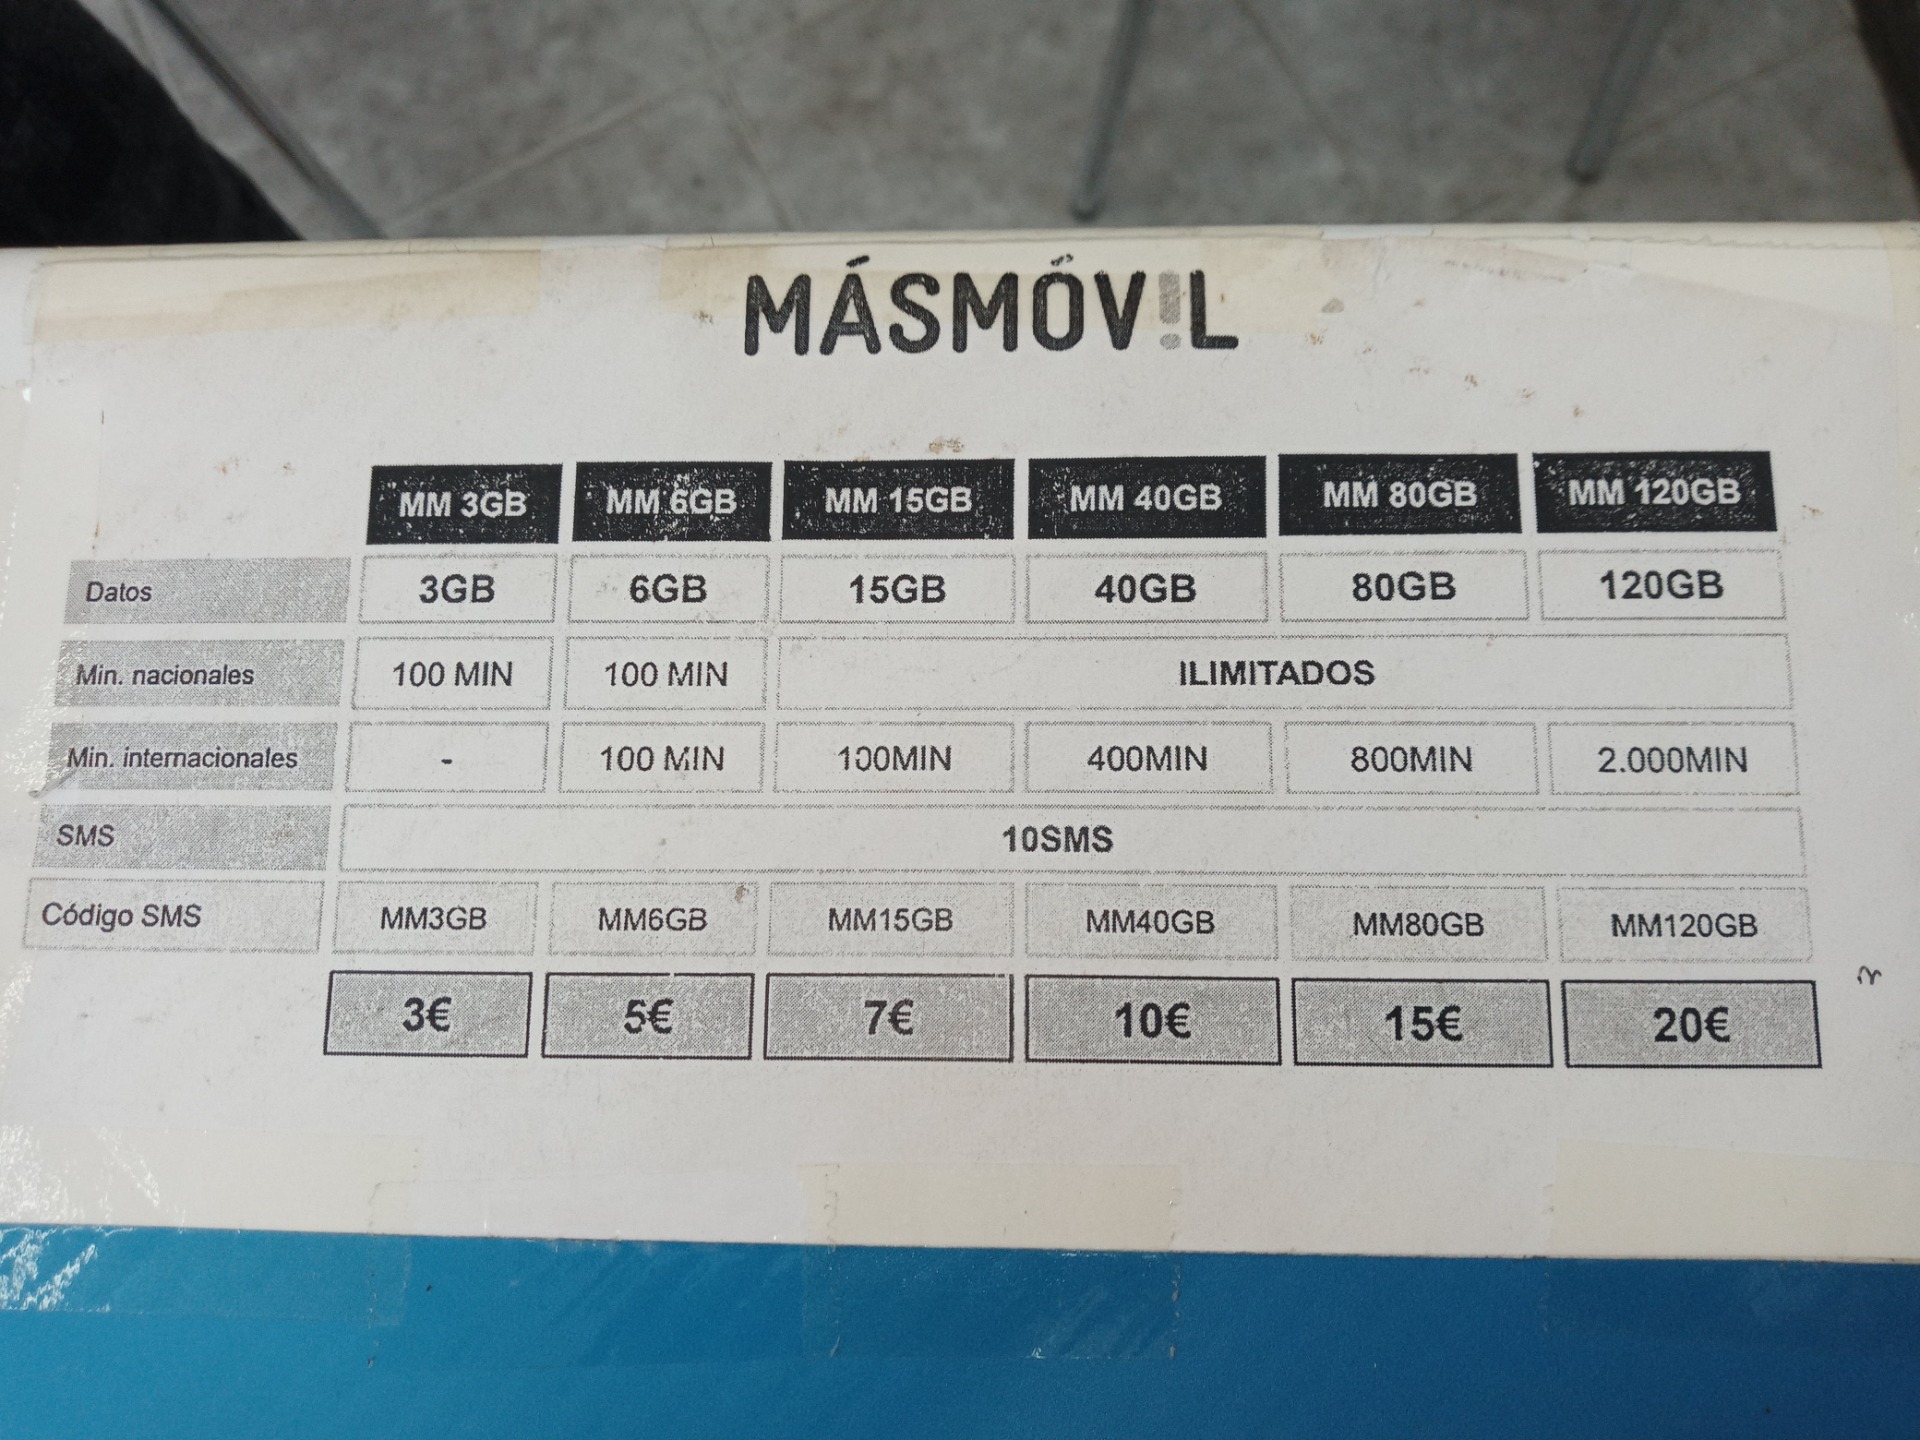 MÁSMÓVIL
MM 3GB MM 6GB MM 15GB MM 40GB MM 80GB MM 120GB
Datos 3GB 6GB 15GB 40GB 80GB 120GB
Min. nacionales 100 MIN 100 MIN ILIMITADOS
Min. internacionales - 100 MIN 100MIN 400MIN 800MIN 2.000MIN
SMS 10SMS
Código SMS MM3GB MM6GB MM15GB MM40GB MM80GB MM120GB
3€ 5€ 7€ 10€ 15€ 20€